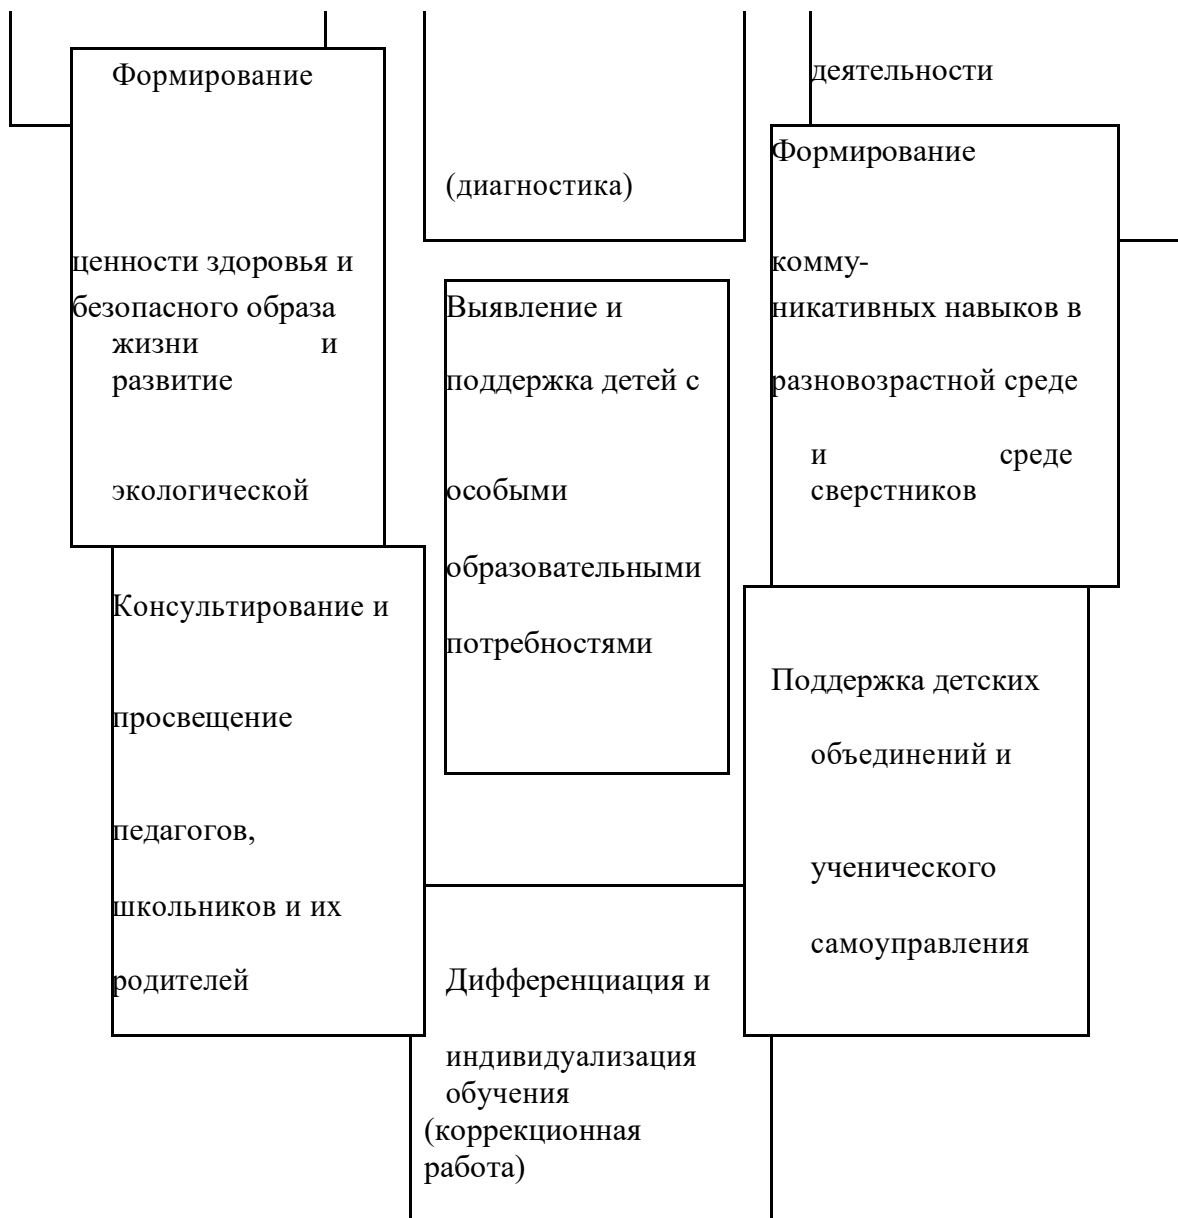 Формирование
ценности здоровья и
безопасного образа
жизни и
развитие
экологической
Консультирование и
просвещение
педагогов,
школьников и их
родителей
(диагностика)
Выявление и
поддержка детей с
особыми
образовательными
потребностями
Дифференциация и
индивидуализация
обучения
(коррекционная
работа)
деятельности
Формирование
комму-
никативных навыков в
разновозрастной среде
и среде
сверстников
Поддержка детских
объединений и
ученического
самоуправления